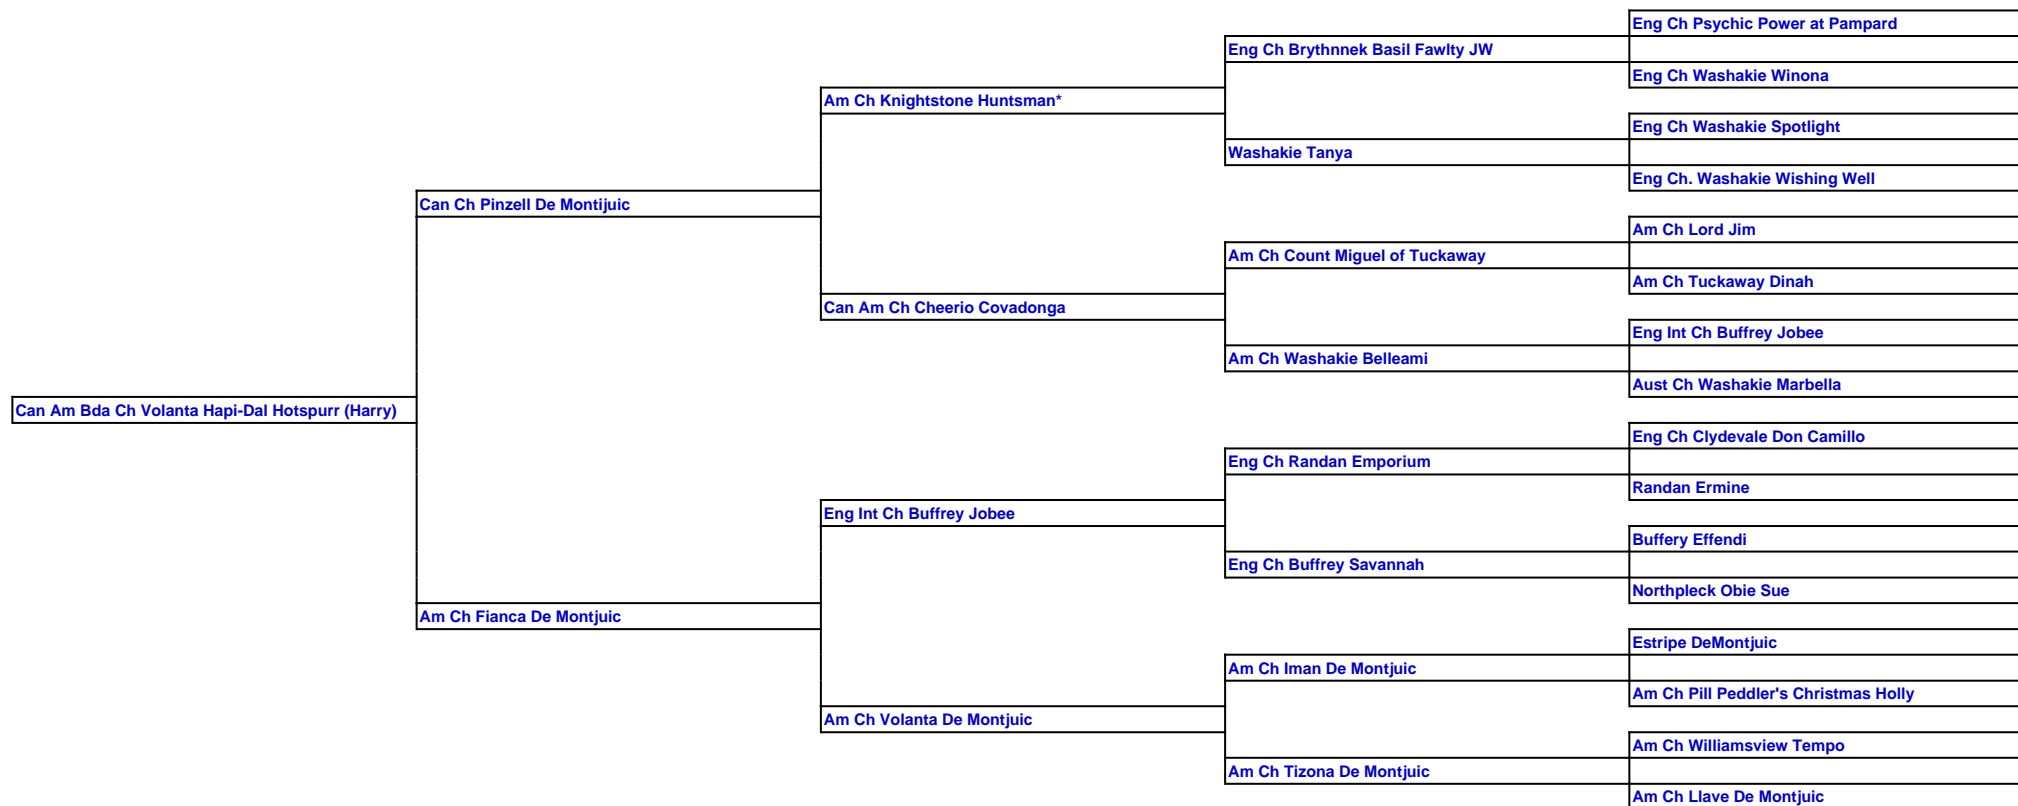 Eng Ch Psychic Power at Pampard
Eng Ch Brythnnek Basil Fawlty JW
Eng Ch Washakie Winona
Am Ch Knightstone Huntsman*
Eng Ch Washakie Spotlight
Washakie Tanya
Eng Ch. Washakie Wishing Well
Can Ch Pinzell De Montijuic
Am Ch Lord Jim
Am Ch Count Miguel of Tuckaway
Am Ch Tuckaway Dinah
Can Am Ch Cheerio Covadonga
Eng Int Ch Buffrey Jobee
Am Ch Washakie Belleami
Aust Ch Washakie Marbella
Can Am Bda Ch Volanta Hapi-Dal Hotspurr (Harry)
Eng Ch Clydevale Don Camillo
Eng Ch Randan Emporium
Randan Ermine
Eng Int Ch Buffrey Jobee
Buffery Effendi
Eng Ch Buffrey Savannah
Northpleck Obie Sue
Am Ch Fianca De Montjuic
Estripe DeMontjuic
Am Ch Iman De Montjuic
Am Ch Pill Peddler's Christmas Holly
Am Ch Volanta De Montjuic
Am Ch Williamsview Tempo
Am Ch Tizona De Montjuic
Am Ch Llave De Montjuic